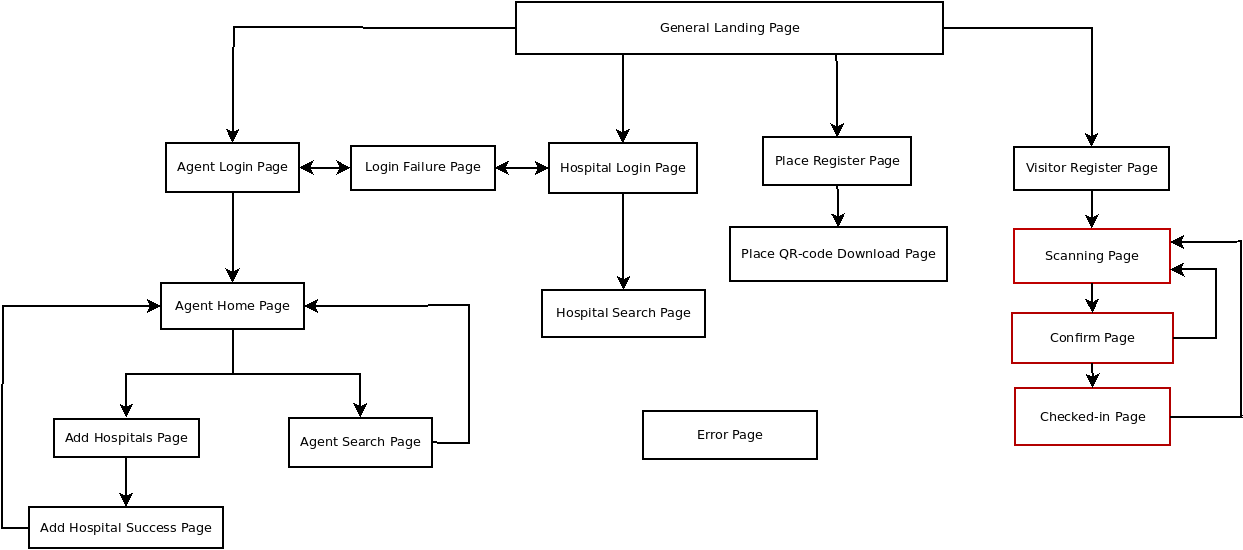 General Landing Page
Agent Login Page
Login Failure Page
Hospital Login Page
Place Register Page
Visitor Register Page
Place QR-code Download Page
Scanning Page
Agent Home Page
Hospital Search Page
Confirm Page
Add Hospitals Page
Agent Search Page
Error Page
Checked-in Page
Add Hospital Success Page